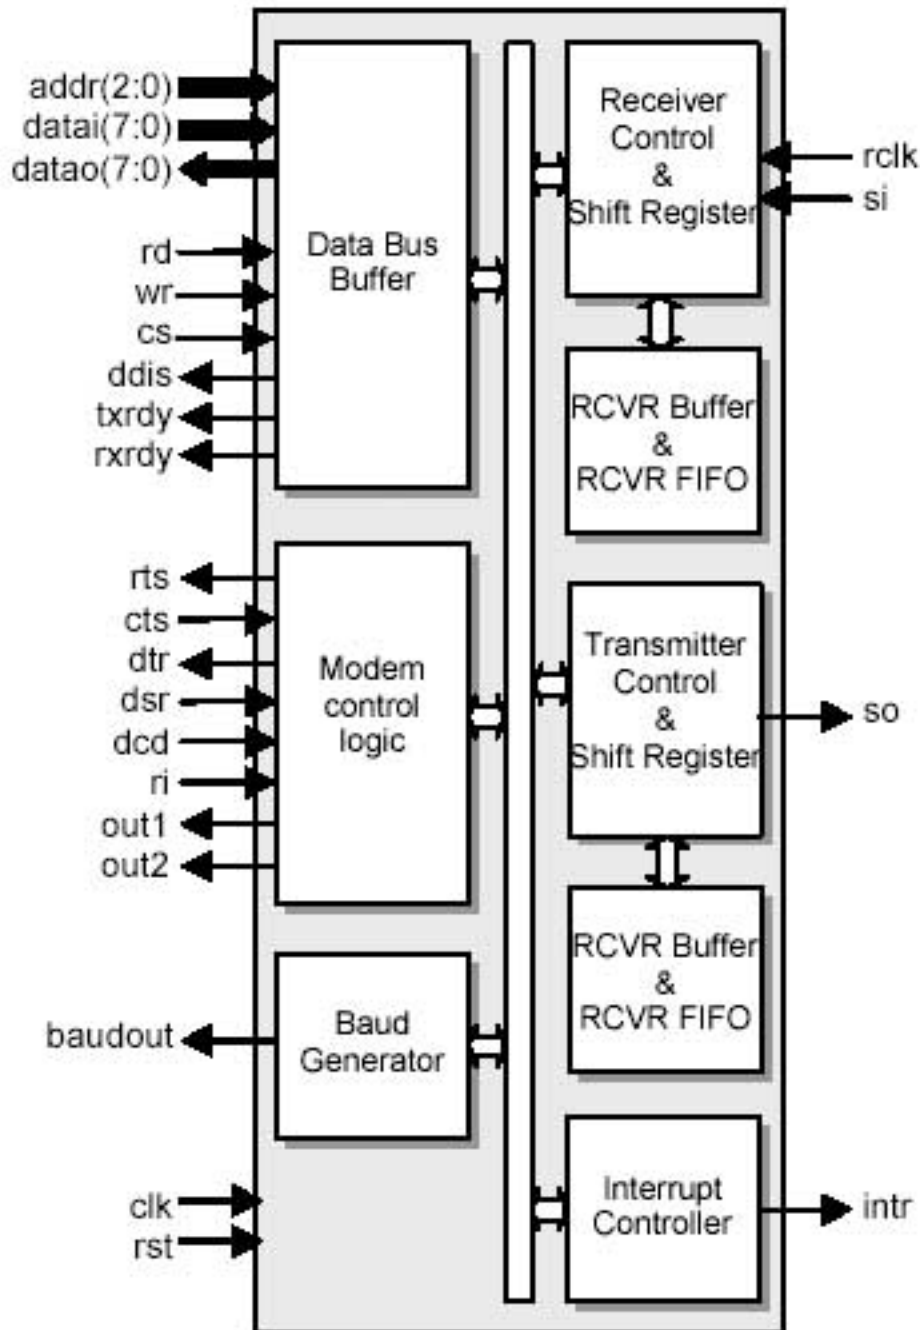 addr(2:0)
datai(7:0)
datao(7:0)
rd
wr
cs
ddis
txrdy
rxrdy
Data Bus
Buffer
rts
cts
dtr
dsr
dcd
ri
out1
out2
Modem
control
logic
baudout
Baud
Generator
clk
rst
Receiver
Control
&
Shift Register
rclk
si
RCVR Buffer
&
RCVR FIFO
Transmitter
Control
&
Shift Register
so
RCVR Buffer
&
RCVR FIFO
Interrupt
Controller
intr